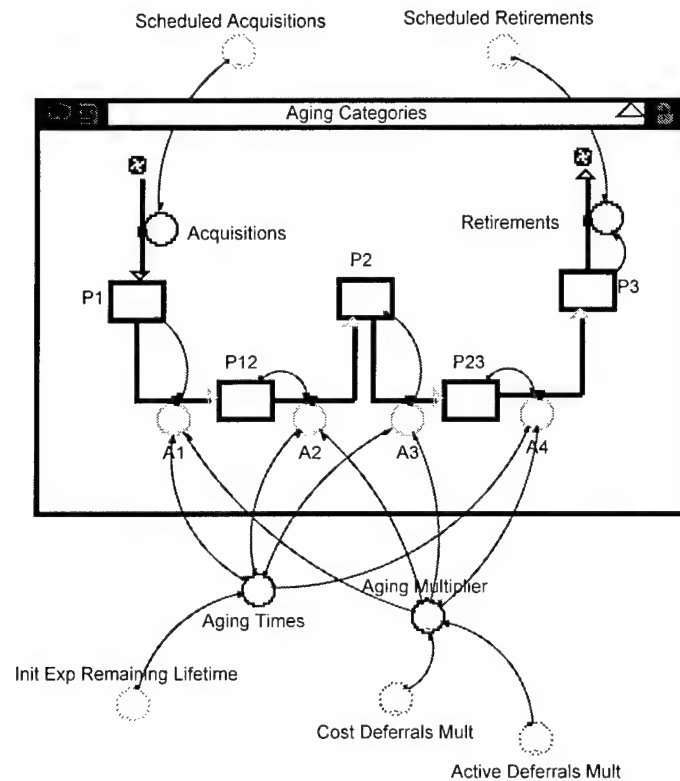 Scheduled Acquisitions
Scheduled Retirements
Aging Categories
Acquisitions
Retirements
P1
P2
P3
P12
P23
A1
A2
A3
A4
Aging Times
Aging Multiplier
Init Exp Remaining Lifetime
Cost Deferrals Mult
Active Deferrals Mult